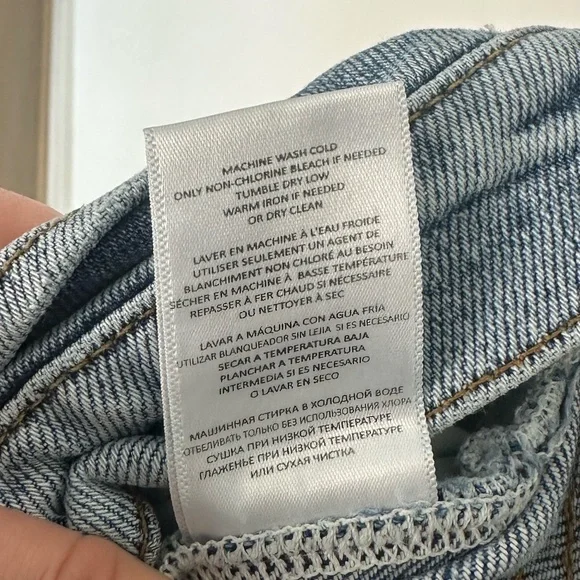 MACHINE WASH COLD
ONLY NON-CHLORINE BLEACH IF NEEDED
TUMBLE DRY LOW
WARM IRON IF NEEDED
OR DRY CLEAN
LAVER EN MACHINE À L'EAU FROIDE
UTILISER SEULEMENT UN AGENT DE
BLANCHIMENT NON CHLORÉ AU BESOIN
SÉCHER EN MACHINE À BASSE TEMPÉRATURE
REPASSER À FER CHAUD SI NÉCESSAIRE
OU NETTOYER À SEC
LAVAR A MÁQUINA CON AGUA FRÍA
UTILIZAR BLANQUEADOR SIN LEJIA SI ES NECESARIO
SECAR A TEMPERATURA BAJA
PLANCHAR A TEMPERATURA
INTERMEDIA SI ES NECESARIO
O LAVAR EN SECO
МАШИННАЯ СТИРКА В ХОЛОДНОЙ ВОДЕ
ОТБЕЛИВАТЬ ТОЛЬКО БЕЗ ИСПОЛЬЗОВАНИЯ ХЛОРА
СУШКА ПРИ НИЗКОЙ ТЕМПЕРАТУРЕ
ГЛАЖЕНЬЕ ПРИ НИЗКОЙ ТЕМПЕРАТУРЕ
ИЛИ СУХАЯ ЧИСТКА